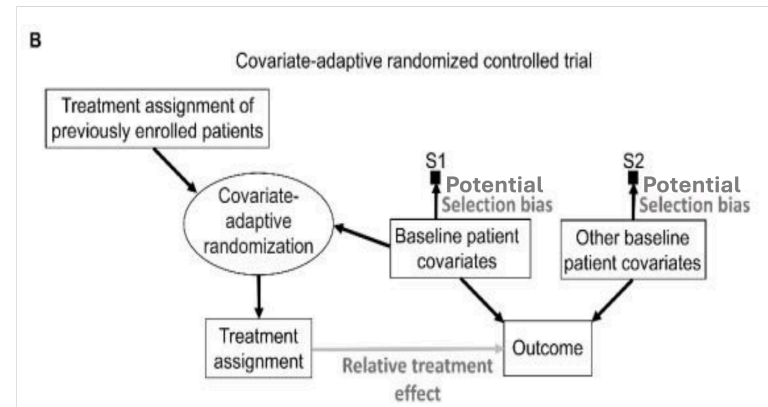 B
Covariate-adaptive randomized controlled trial
Treatment assignment of
previously enrolled patients
S1
Potential
Selection bias
S2
Potential
Selection bias
Covariate-
adaptive
randomization
Baseline patient
covariates
Other baseline
patient covariates
Treatment
assignment
Relative treatment
effect
Outcome